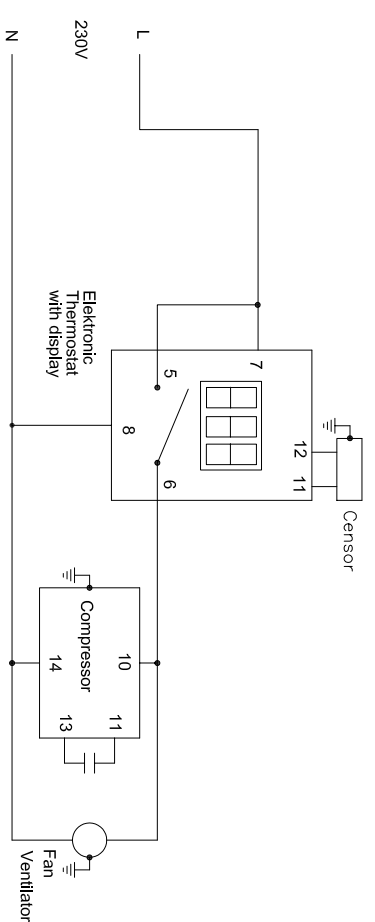 L
230V
N
Elektronic
Thermostat
with display
7
5
8
6
12
11
Censor
Compressor
10
14
11
13
Fan
Ventilator